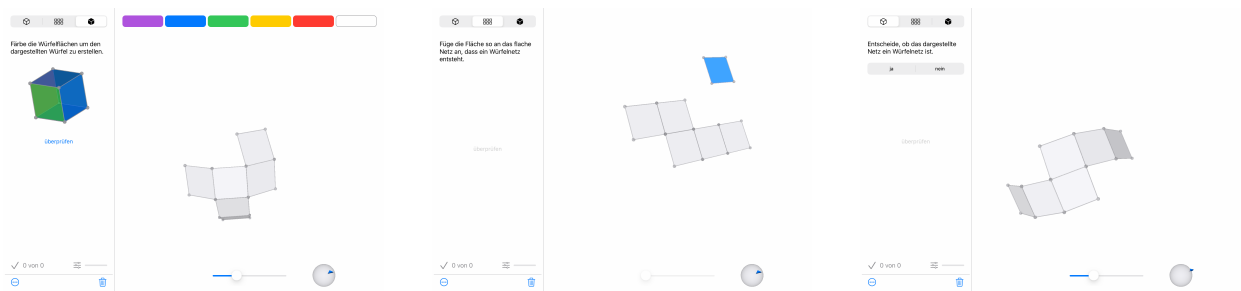 Färbe die Würfelflächen um den
dargestellten Würfel zu erstellen.
überprüfen
0 von 0
Füge die Fläche so an das flache
Netz an, dass ein Würfelnetz
entsteht.
überprüfen
0 von 0
Entscheide, ob das dargestellte
Netz ein Würfelnetz ist.
ja nein
überprüfen
0 von 0